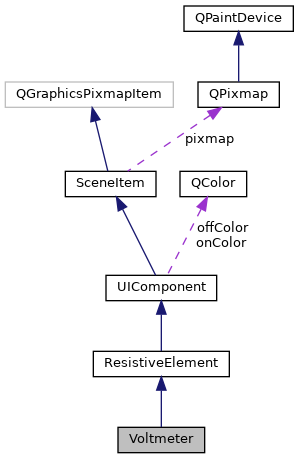 QPaintDevice
QGraphicsPixmapItem
QPixmap
pixmap
SceneItem
QColor
offColor
onColor
UIComponent
ResistiveElement
Voltmeter